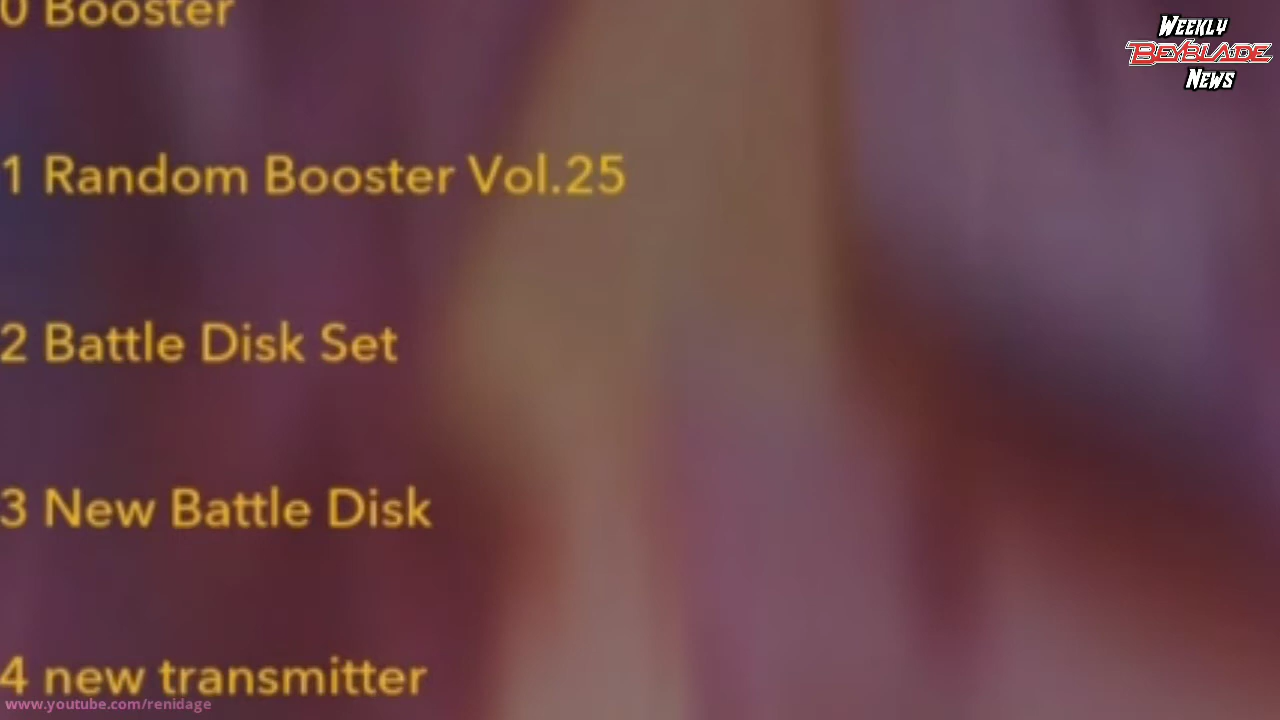 0 Booster
WEEKLY
BEYBLADE
NEWS
1 Random Booster Vol.25
2 Battle Disk Set
3 New Battle Disk
4 new transmitter
www.youtube.com/renidage